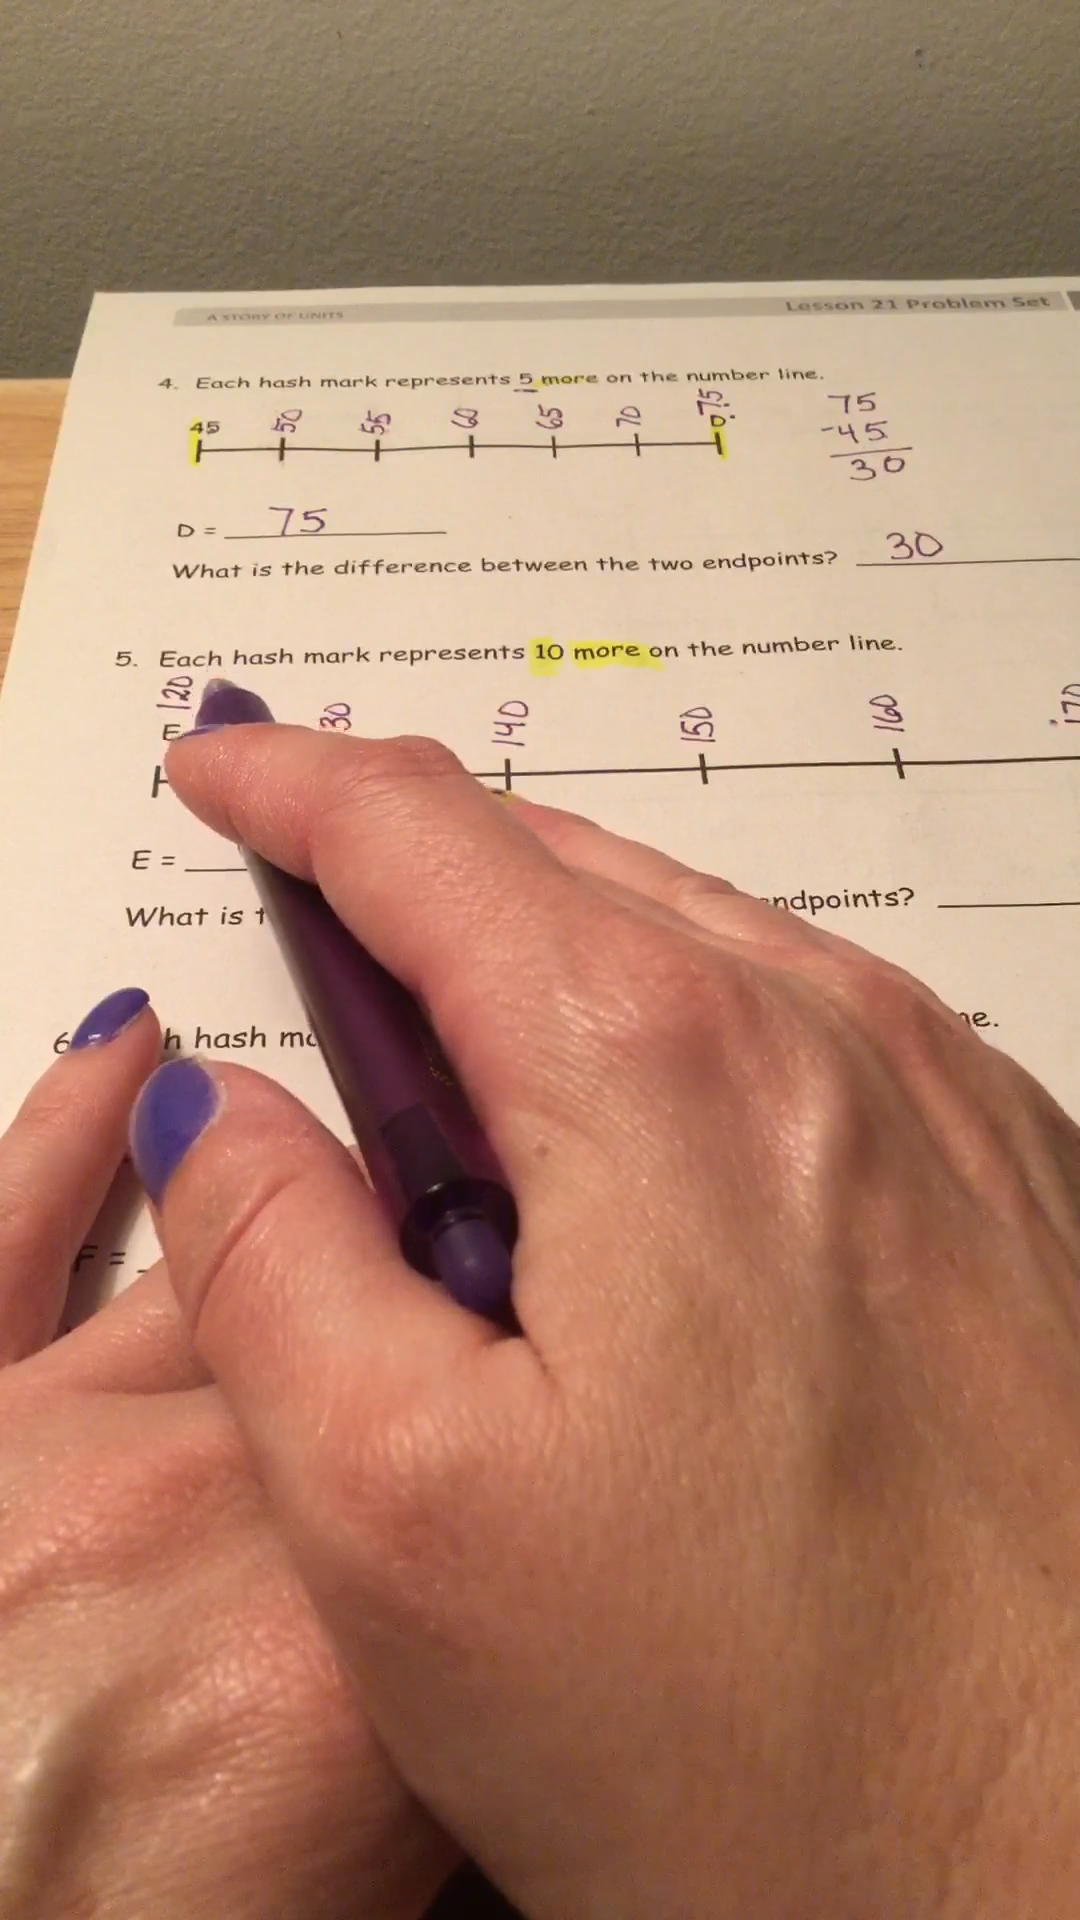 A STORY OF UNITS
Lesson 21 Problem Set
4. Each hash mark represents 5 more on the number line.
45 50 55 60 65 70 75
D
75
-45
30
D = 75
What is the difference between the two endpoints? 30
5. Each hash mark represents 10 more on the number line.
120 30 140 150 160 170
E
E =
What is endpoints?
6 hash
F =